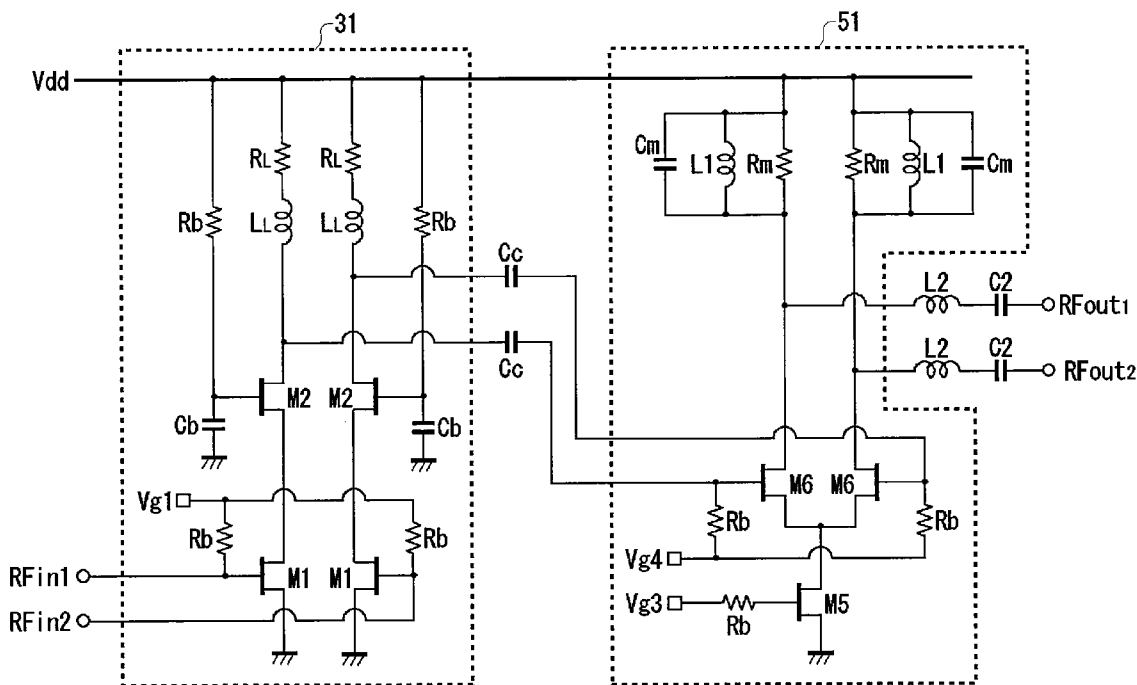 31
51
Vdd
RL
RL
Rb
LL
LL
Rb
Cm
L1
Rm
Rm
L1
Cm
Cc
Cc
L2
C2
RFout1
L2
C2
RFout2
M2
M2
Cb
Cb
Vg1
Rb
Rb
M6
M6
Rb
Rb
RFin1
M1
M1
Vg4
RFin2
Vg3
Rb
M5